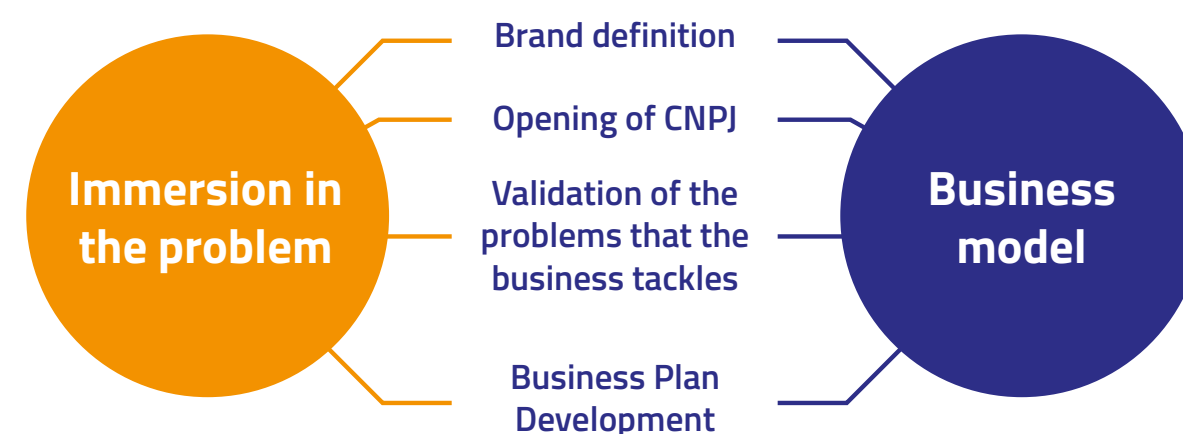 Immersion in
the problem
Brand definition
Opening of CNPJ
Validation of the
problems that the
business tackles
Business Plan
Development
Business
model